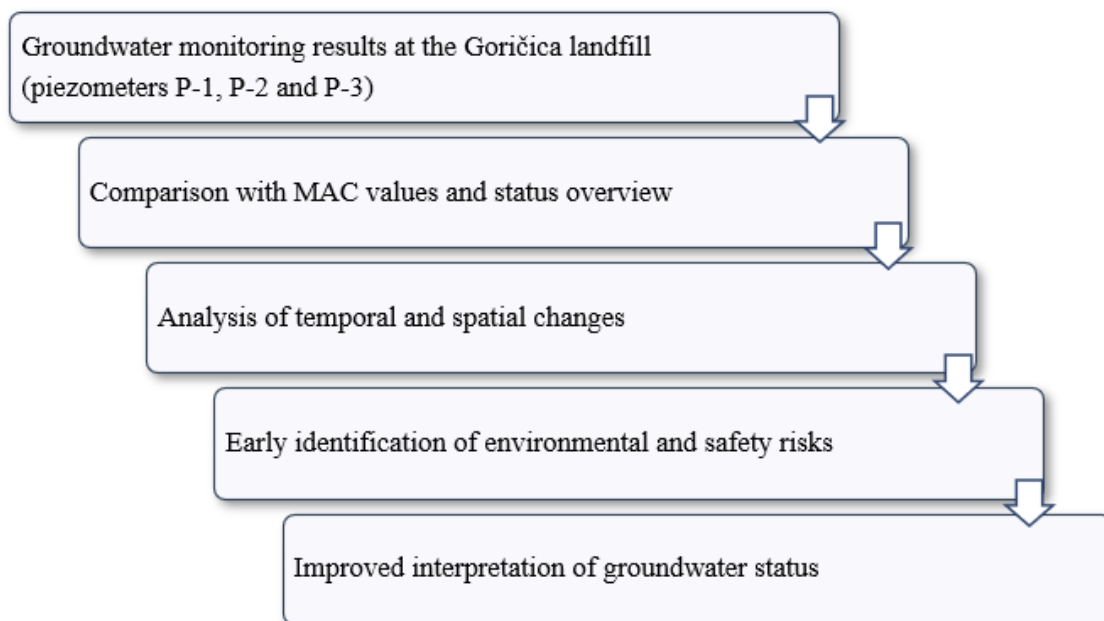 Groundwater monitoring results at the Goričica landfill
(piezometers P-1, P-2 and P-3)
Comparison with MAC values and status overview
Analysis of temporal and spatial changes
Early identification of environmental and safety risks
Improved interpretation of groundwater status